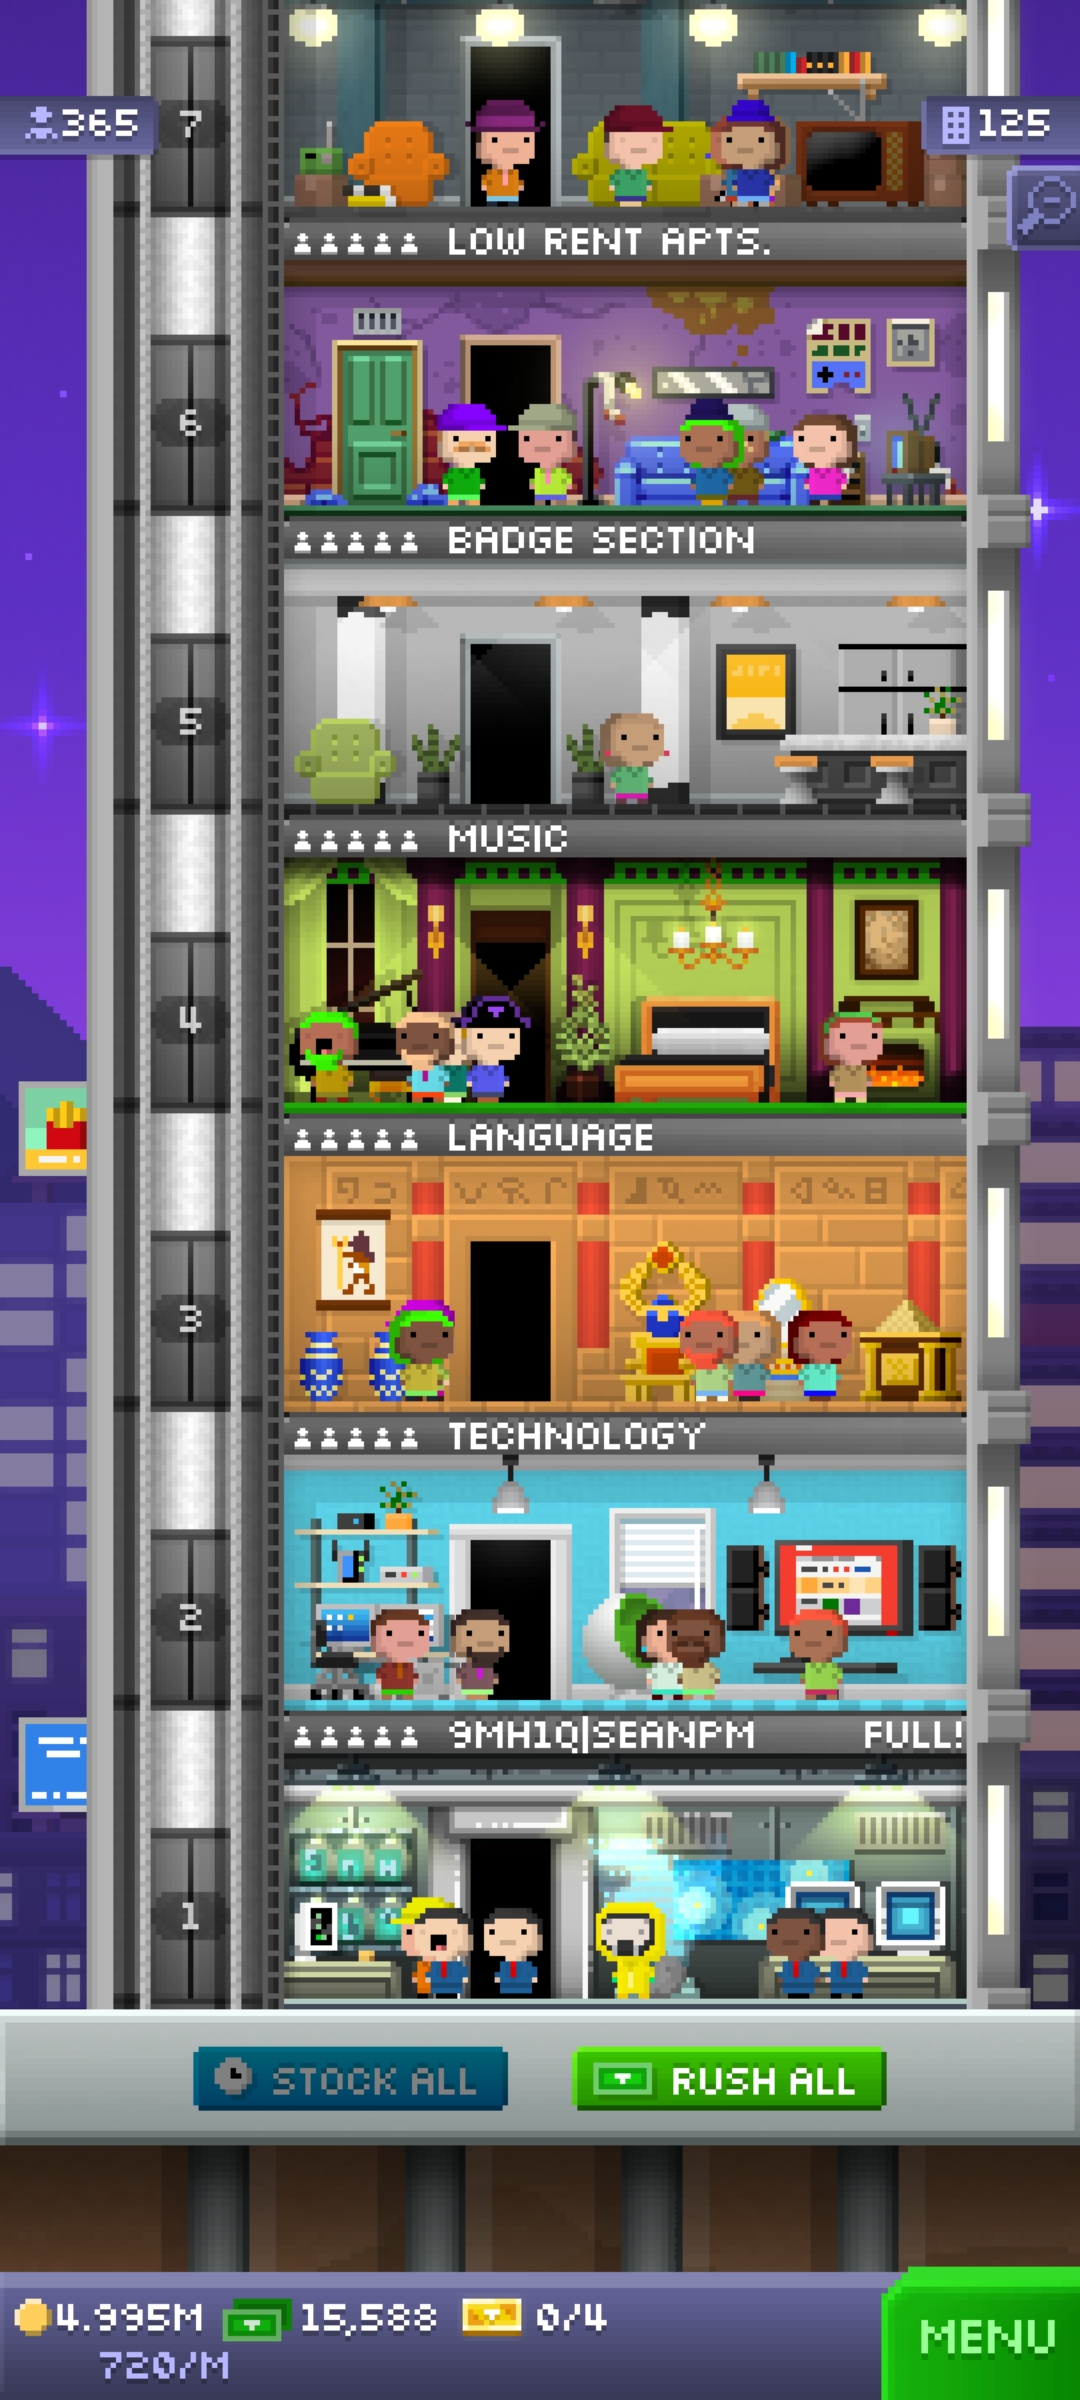 7
365
125
LOW RENT APTS.
6
BADGE SECTION
5
MUSIC
4
LANGUAGE
3
TECHNOLOGY
2
9MH1Q|SEANPM FULL!
1
STOCK ALL
RUSH ALL
4.995M 15,588 0/4
720/M
MENU